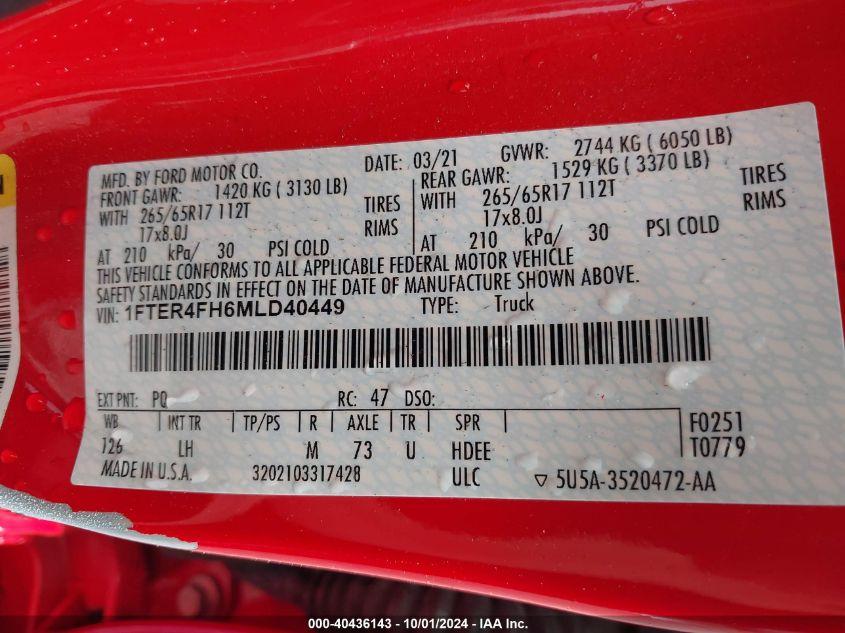 MFD. BY FORD MOTOR CO. DATE: 03/21 GVWR: 2744 KG ( 6050 LB)
FRONT GAWR: 1420 KG ( 3130 LB) REAR GAWR: 1529 KG ( 3370 LB)
WITH 265/65R17 112T TIRES WITH 265/65R17 112T TIRES
17x8.0J RIMS 17x8.0J RIMS
AT 210 kPa/ 30 PSI COLD AT 210 kPa/ 30 PSI COLD
THIS VEHICLE CONFORMS TO ALL APPLICABLE FEDERAL MOTOR VEHICLE
SAFETY STANDARDS IN EFFECT ON THE DATE OF MANUFACTURE SHOWN ABOVE.
VIN: 1FTER4FH6MLD40449 TYPE: Truck
EXT PNT: PQ RC: 47 DSO:
WB INT TR TP/PS R AXLE TR SPR F0251
126 LH M 73 U HDEE T0779
MADE IN U.S.A. 3202103317428 ULC ▽ 5U5A-3520472-AA
000-40436143 - 10/01/2024 - IAA Inc.